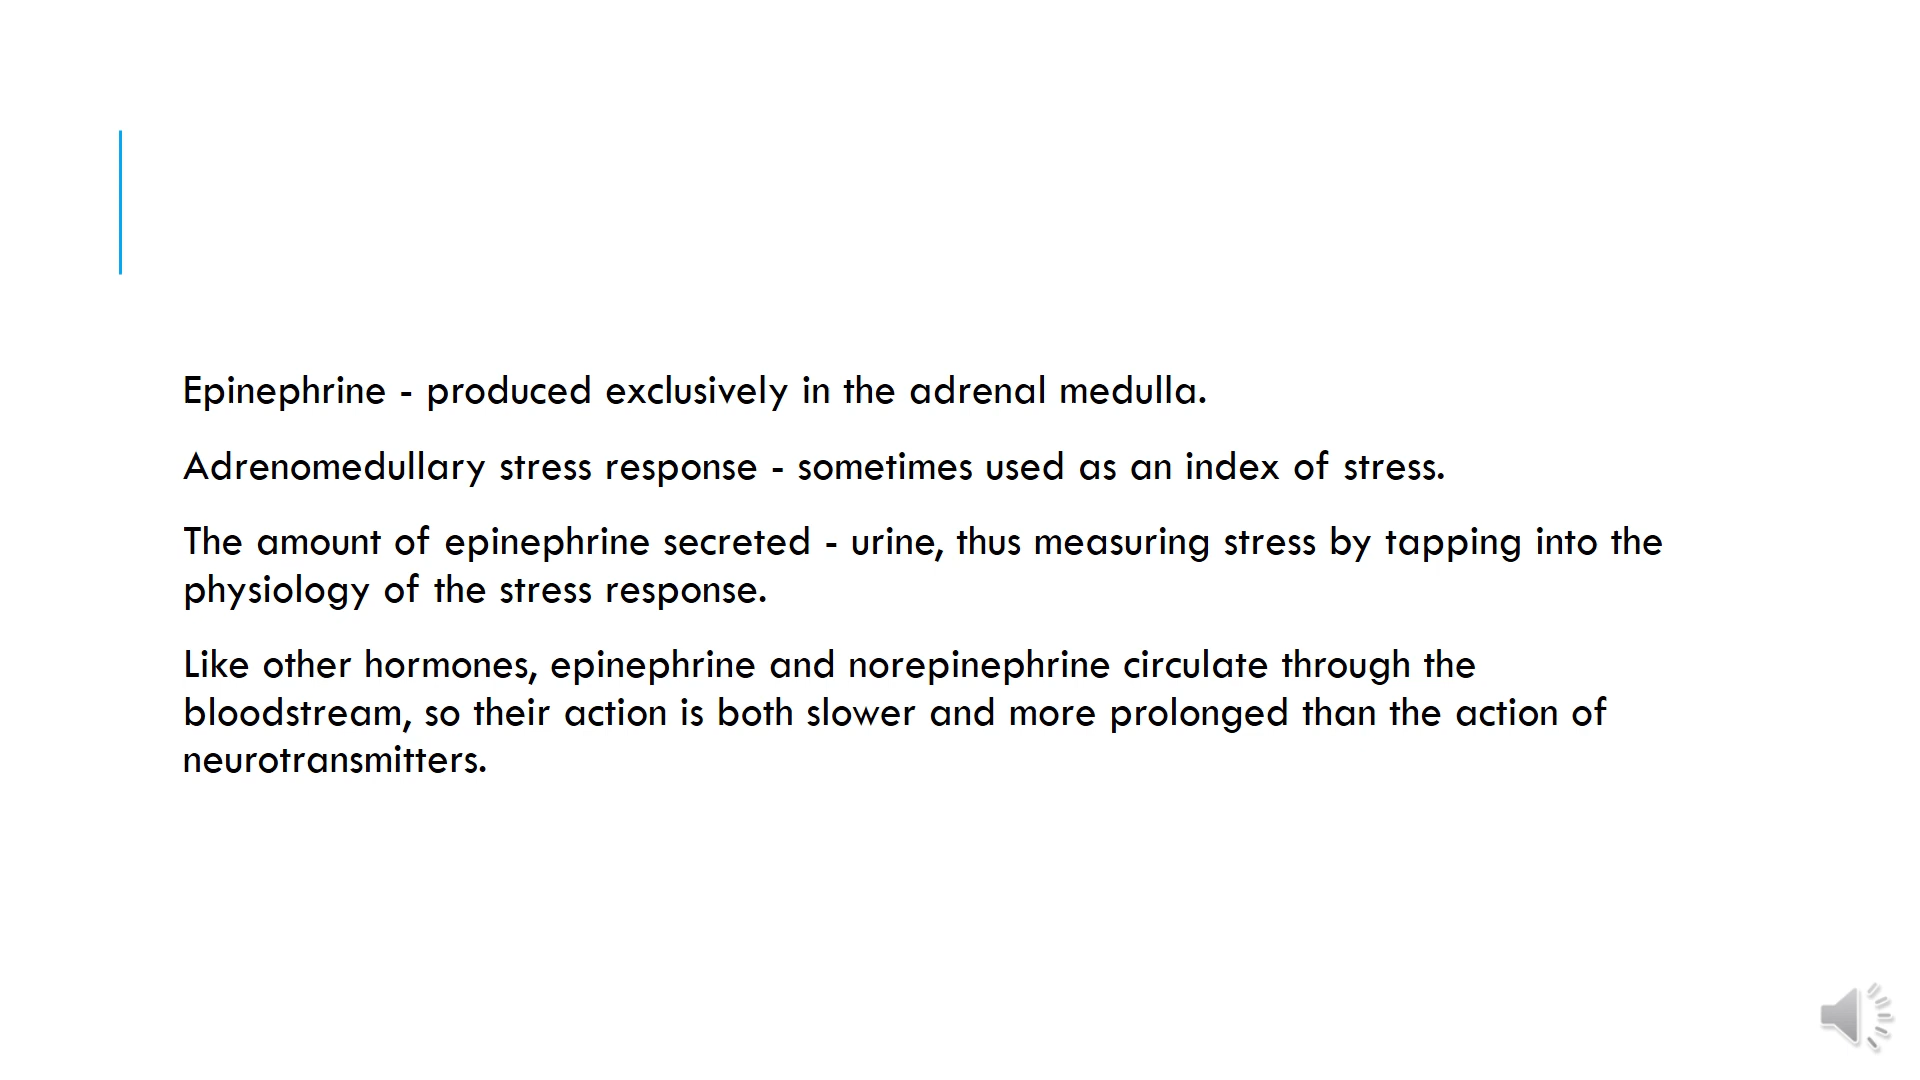 Epinephrine - produced exclusively in the adrenal medulla.
Adrenomedullary stress response - sometimes used as an index of stress.
The amount of epinephrine secreted - urine, thus measuring stress by tapping into the
physiology of the stress response.
Like other hormones, epinephrine and norepinephrine circulate through the
bloodstream, so their action is both slower and more prolonged than the action of
neurotransmitters.